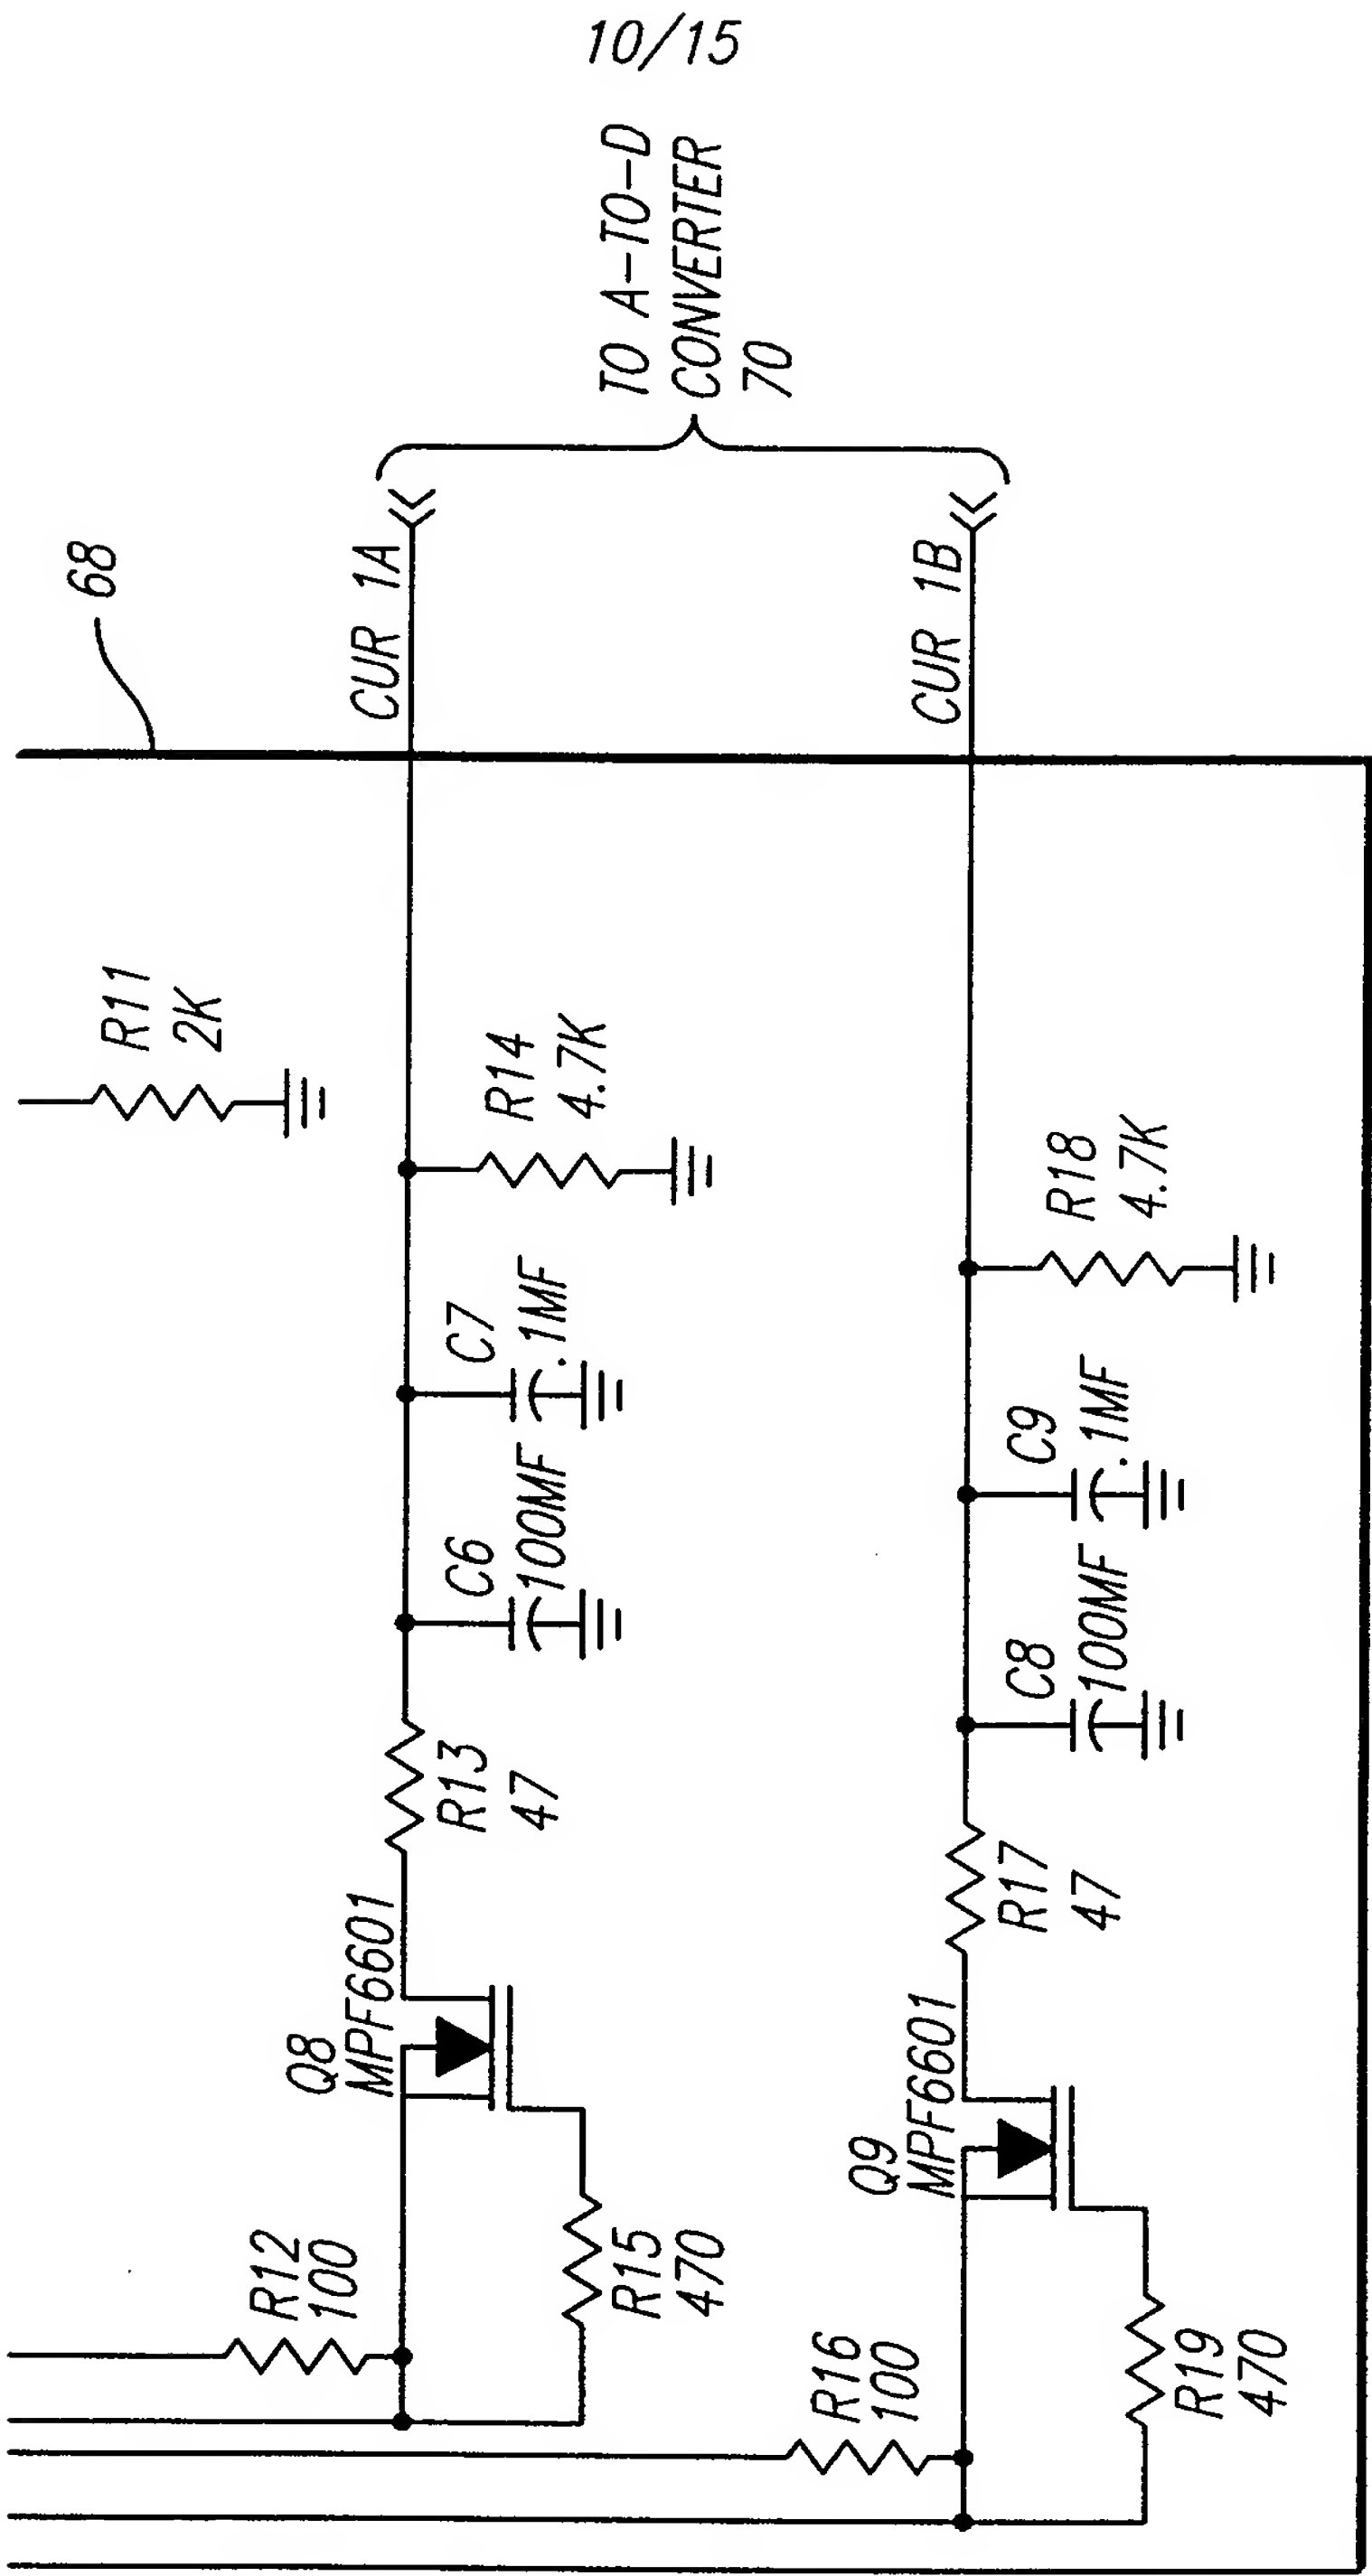 10/15
68
R11
2K
CUR 1A
TO A-TO-D
CONVERTER
70
R12
100
Q8
MPF6601
R13
47
C6
100MF
C7
.1MF
R14
4.7K
R15
470
CUR 1B
R16
100
Q9
MPF6601
R17
47
C8
100MF
C9
.1MF
R18
4.7K
R19
470